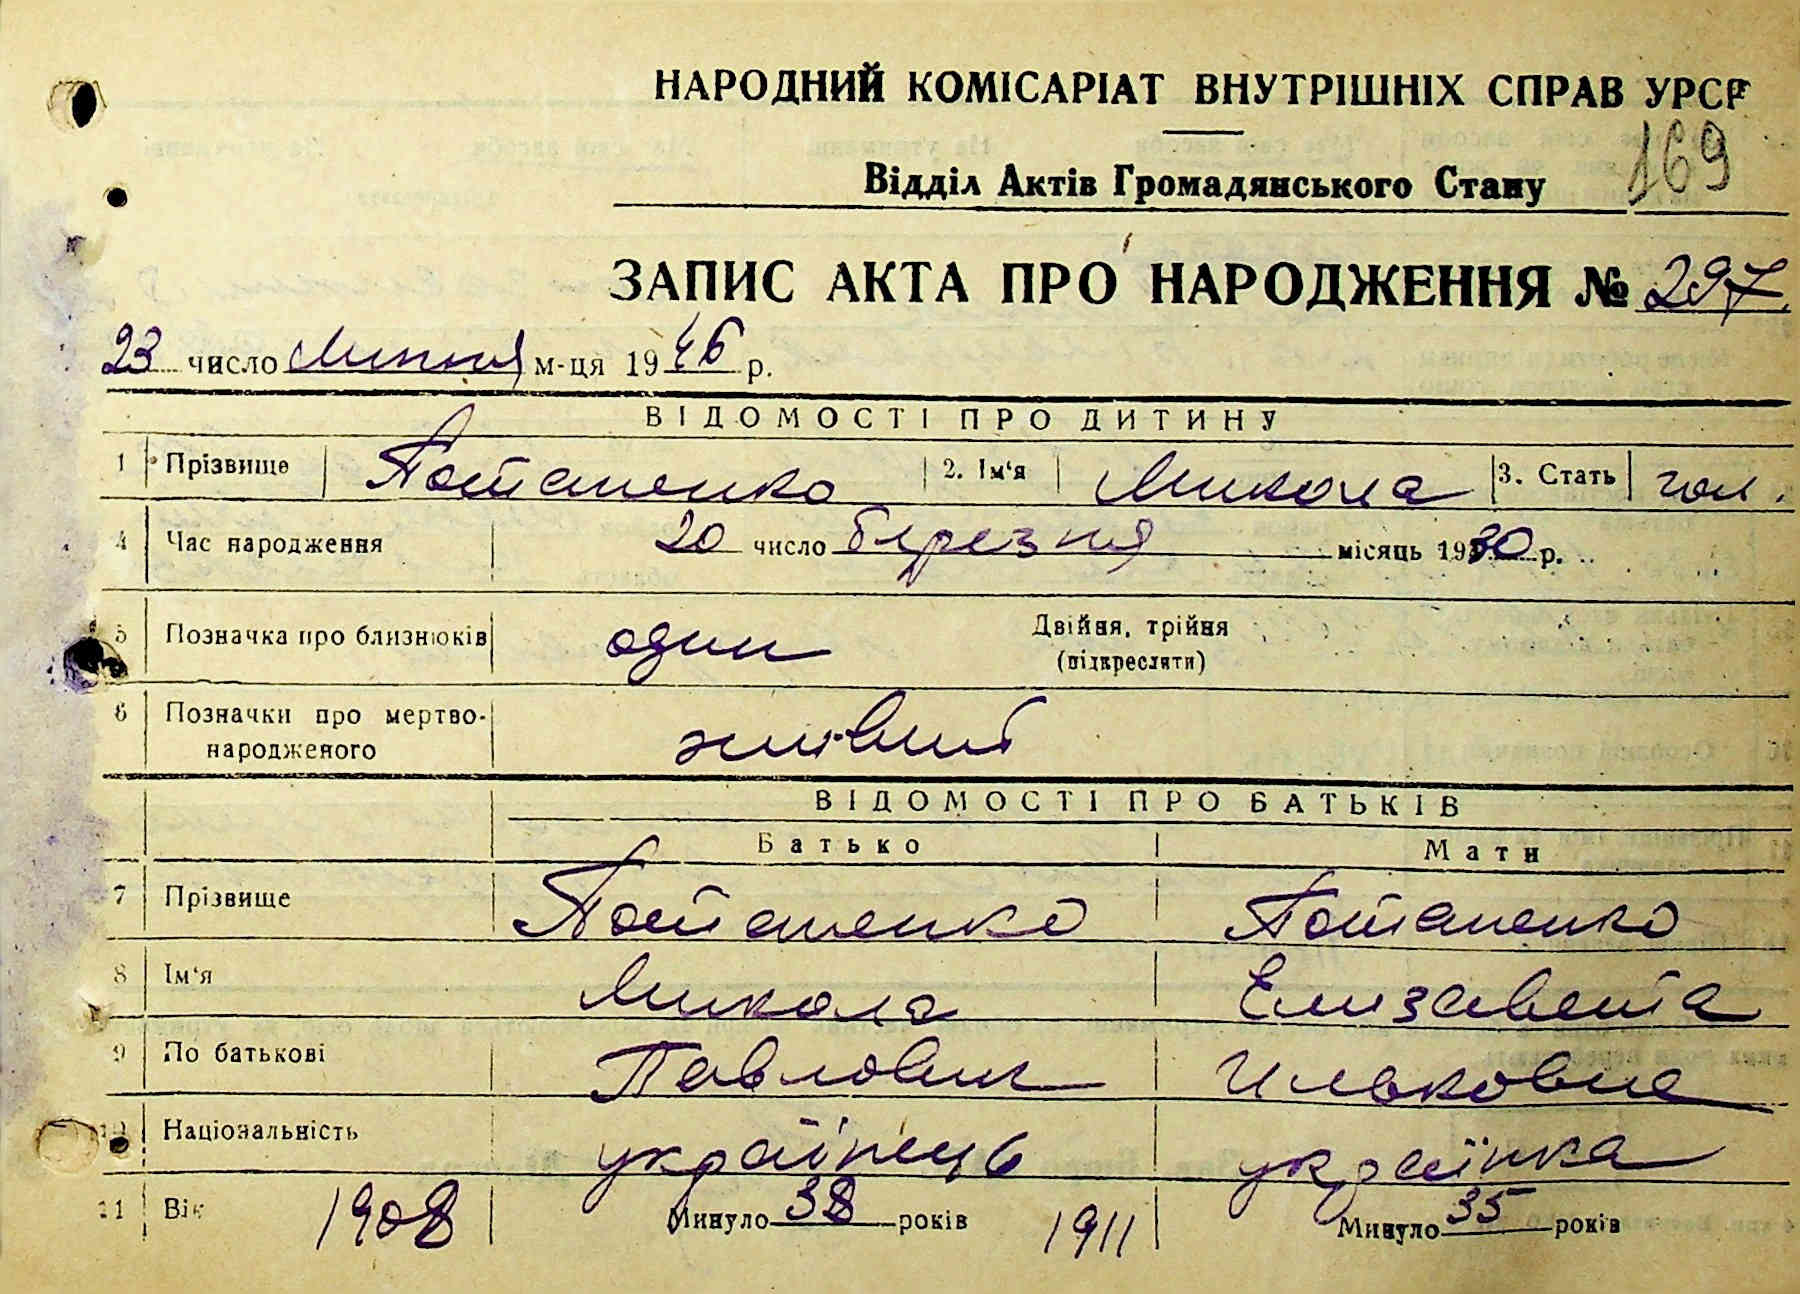 НАРОДНИЙ КОМІСАРІАТ ВНУТРІШНІХ СПРАВ УРСР
169
Відділ Актів Громадянського Стану
ЗАПИС АКТА ПРО НАРОДЖЕННЯ № 297
23 число липня м-ця 1946 р.
ВІДОМОСТІ ПРО ДИТИНУ
1 Прізвище Потапенко 2. Ім'я Микола 3. Стать чол.
4 Час народження 20 число березня місяць 1930 р.
5 Позначка про близнюків один Двійня, трійня
(підкреслити)
6 Позначки про мертво-
народженого живий
ВІДОМОСТІ ПРО БАТЬКІВ
Батько Мати
7 Прізвище Потапенко Потапенко
8 Ім'я Микола Елизавета
9 По батькові Павлович Ильковна
10 Національність українець українка
11 Вік 1908 Минуло 38 років 1911 Минуло 35 років